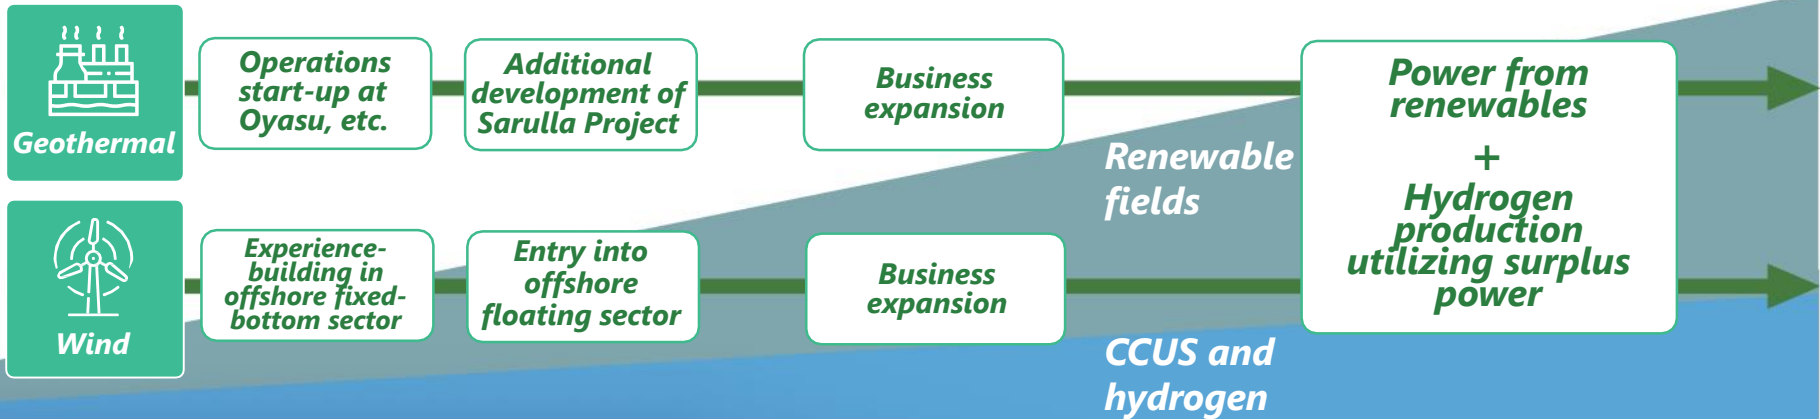 Geothermal
Operations
start-up at
Oyasu, etc.
Additional
development of
Sarulla Project
Business
expansion
Renewable
fields
Power from
renewables
+
Hydrogen
production
utilizing surplus
power
Wind
Experience-
building in
offshore fixed-
bottom sector
Entry into
offshore
floating sector
Business
expansion
CCUS and
hydrogen